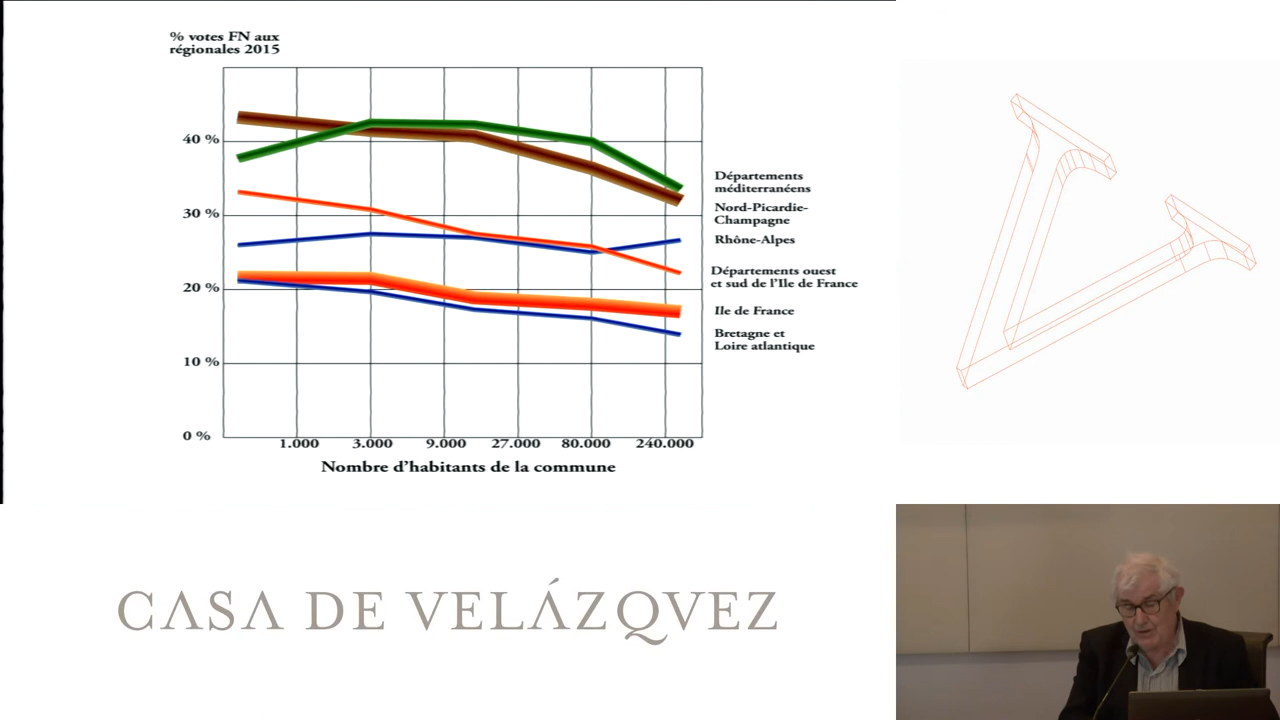 % votes FN aux
régionales 2015
40 %
30 %
20 %
10 %
0 %
1.000 3.000 9.000 27.000 80.000 240.000
Nombre d'habitants de la commune
Départements
méditerranéens
Nord-Picardie-
Champagne
Rhône-Alpes
Départements ouest
et sud de l'Ile de France
Ile de France
Bretagne et
Loire atlantique
CASA DE VELÁZQVEZ